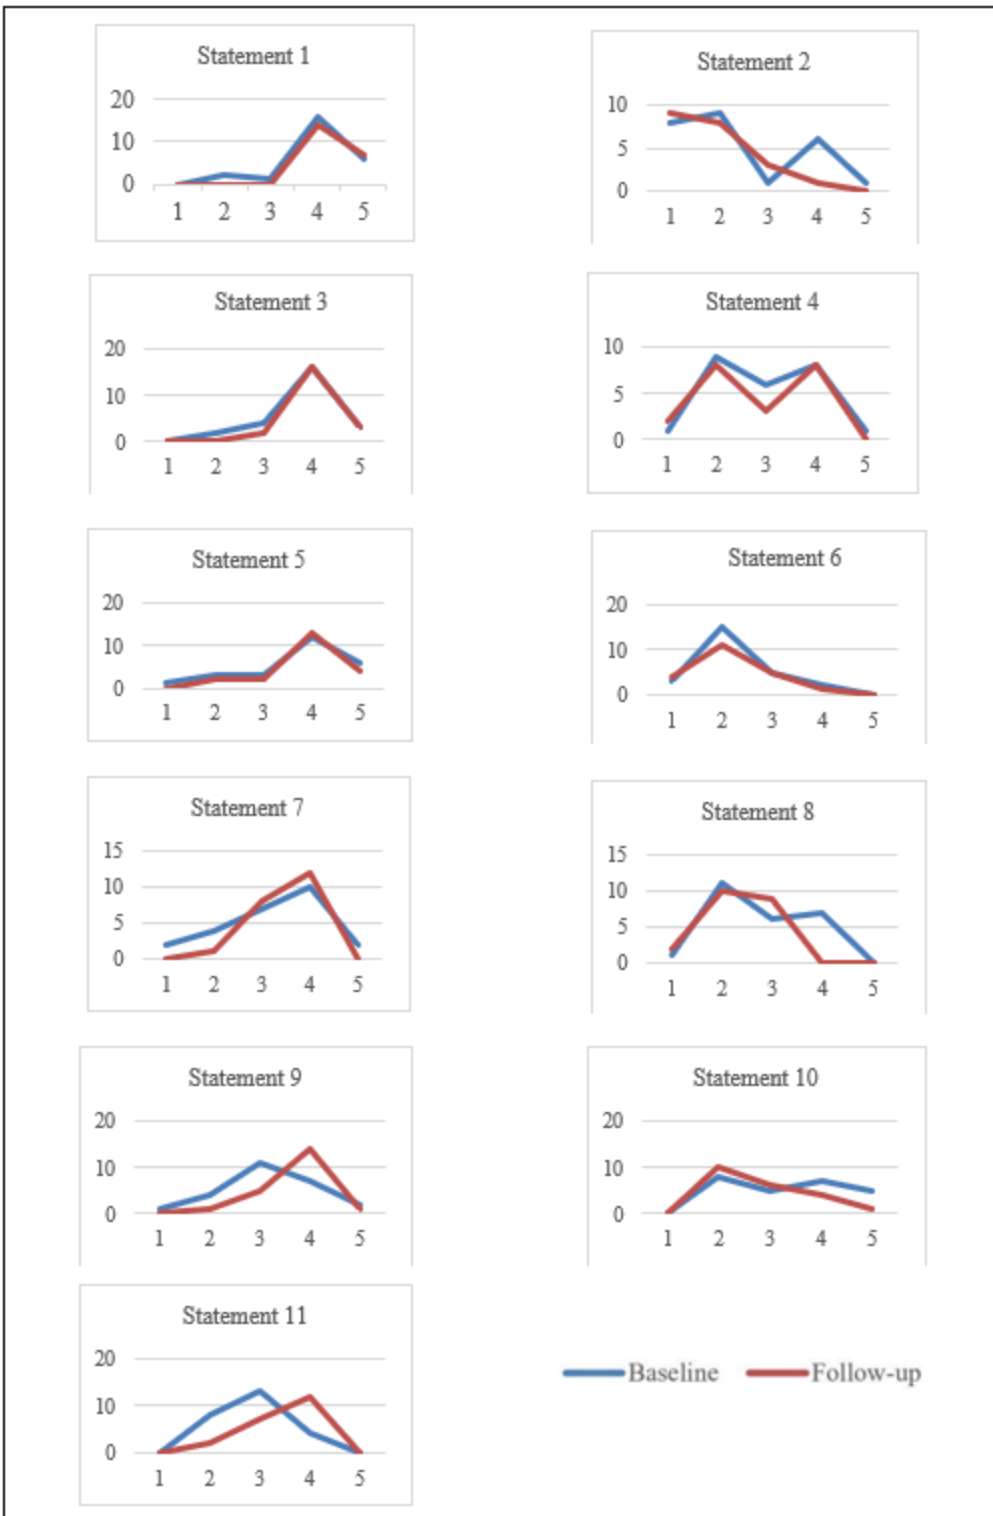 Statement 1
20
10
0
1 2 3 4 5
Statement 2
10
5
0
1 2 3 4 5
Statement 3
20
10
0
1 2 3 4 5
Statement 4
10
5
0
1 2 3 4 5
Statement 5
20
10
0
1 2 3 4 5
Statement 6
20
10
0
1 2 3 4 5
Statement 7
15
10
5
0
1 2 3 4 5
Statement 8
15
10
5
0
1 2 3 4 5
Statement 9
20
10
0
1 2 3 4 5
Statement 10
20
10
0
1 2 3 4 5
Statement 11
20
10
0
1 2 3 4 5
Baseline Follow-up